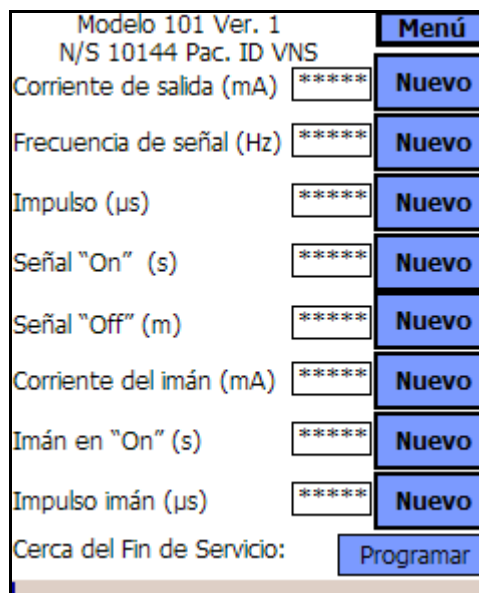 Modelo 101 Ver. 1 Menú
N/S 10144 Pac. ID VNS
Corriente de salida (mA) ***** Nuevo
Frecuencia de señal (Hz) ***** Nuevo
Impulso (µs) ***** Nuevo
Señal “On” (s) ***** Nuevo
Señal “Off” (m) ***** Nuevo
Corriente del imán (mA) ***** Nuevo
Imán en “On” (s) ***** Nuevo
Impulso imán (µs) ***** Nuevo
Cerca del Fin de Servicio: Programar